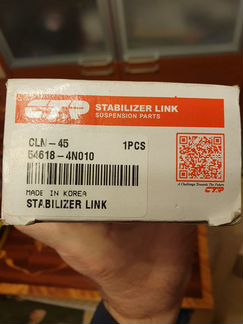 CTR
STABILIZER LINK
SUSPENSION PARTS
CLN-45 1PCS
54618-4N010
MADE IN KOREA
STABILIZER LINK
A Challenge Towards The Future
CTR